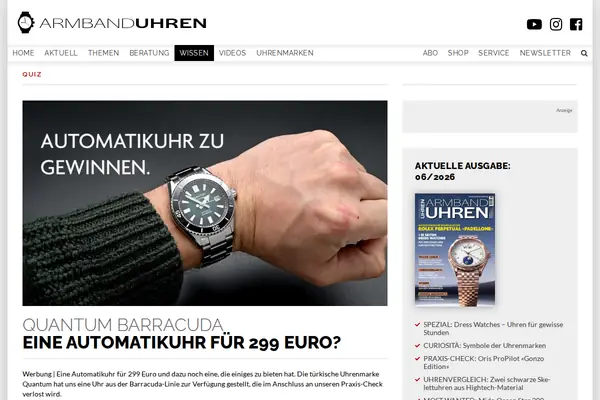 ARMBANDUHREN
HOME AKTUELL THEMEN BERATUNG WISSEN VIDEOS UHRENMARKEN ABO SHOP SERVICE NEWSLETTER
QUIZ
AUTOMATIKUHR ZU
GEWINNEN.
QUANTUM BARRACUDA
EINE AUTOMATIKUHR FÜR 299 EURO?
Werbung | Eine Automatikuhr für 299 Euro und dazu noch eine, die einiges zu bieten hat. Die türkische Uhrenmarke
Quantum hat uns eine Uhr aus der Barracuda-Linie zur Verfügung gestellt, die im Anschluss an unseren Praxis-Check
verlost wird.
Anzeige
AKTUELLE AUSGABE:
06/2026
ARMBAND
UHREN
ROLEX PERPETUAL «PADELLONE»
SPEZIAL: Dress Watches – Uhren für gewisse
Stunden
CURIOSITÀ: Symbole der Uhrenmarken
PRAXIS-CHECK: Oris ProPilot «Gonzo
Edition»
UHRENVERGLEICH: Zwei schwarze Ske-
lettuhren aus Hightech-Material